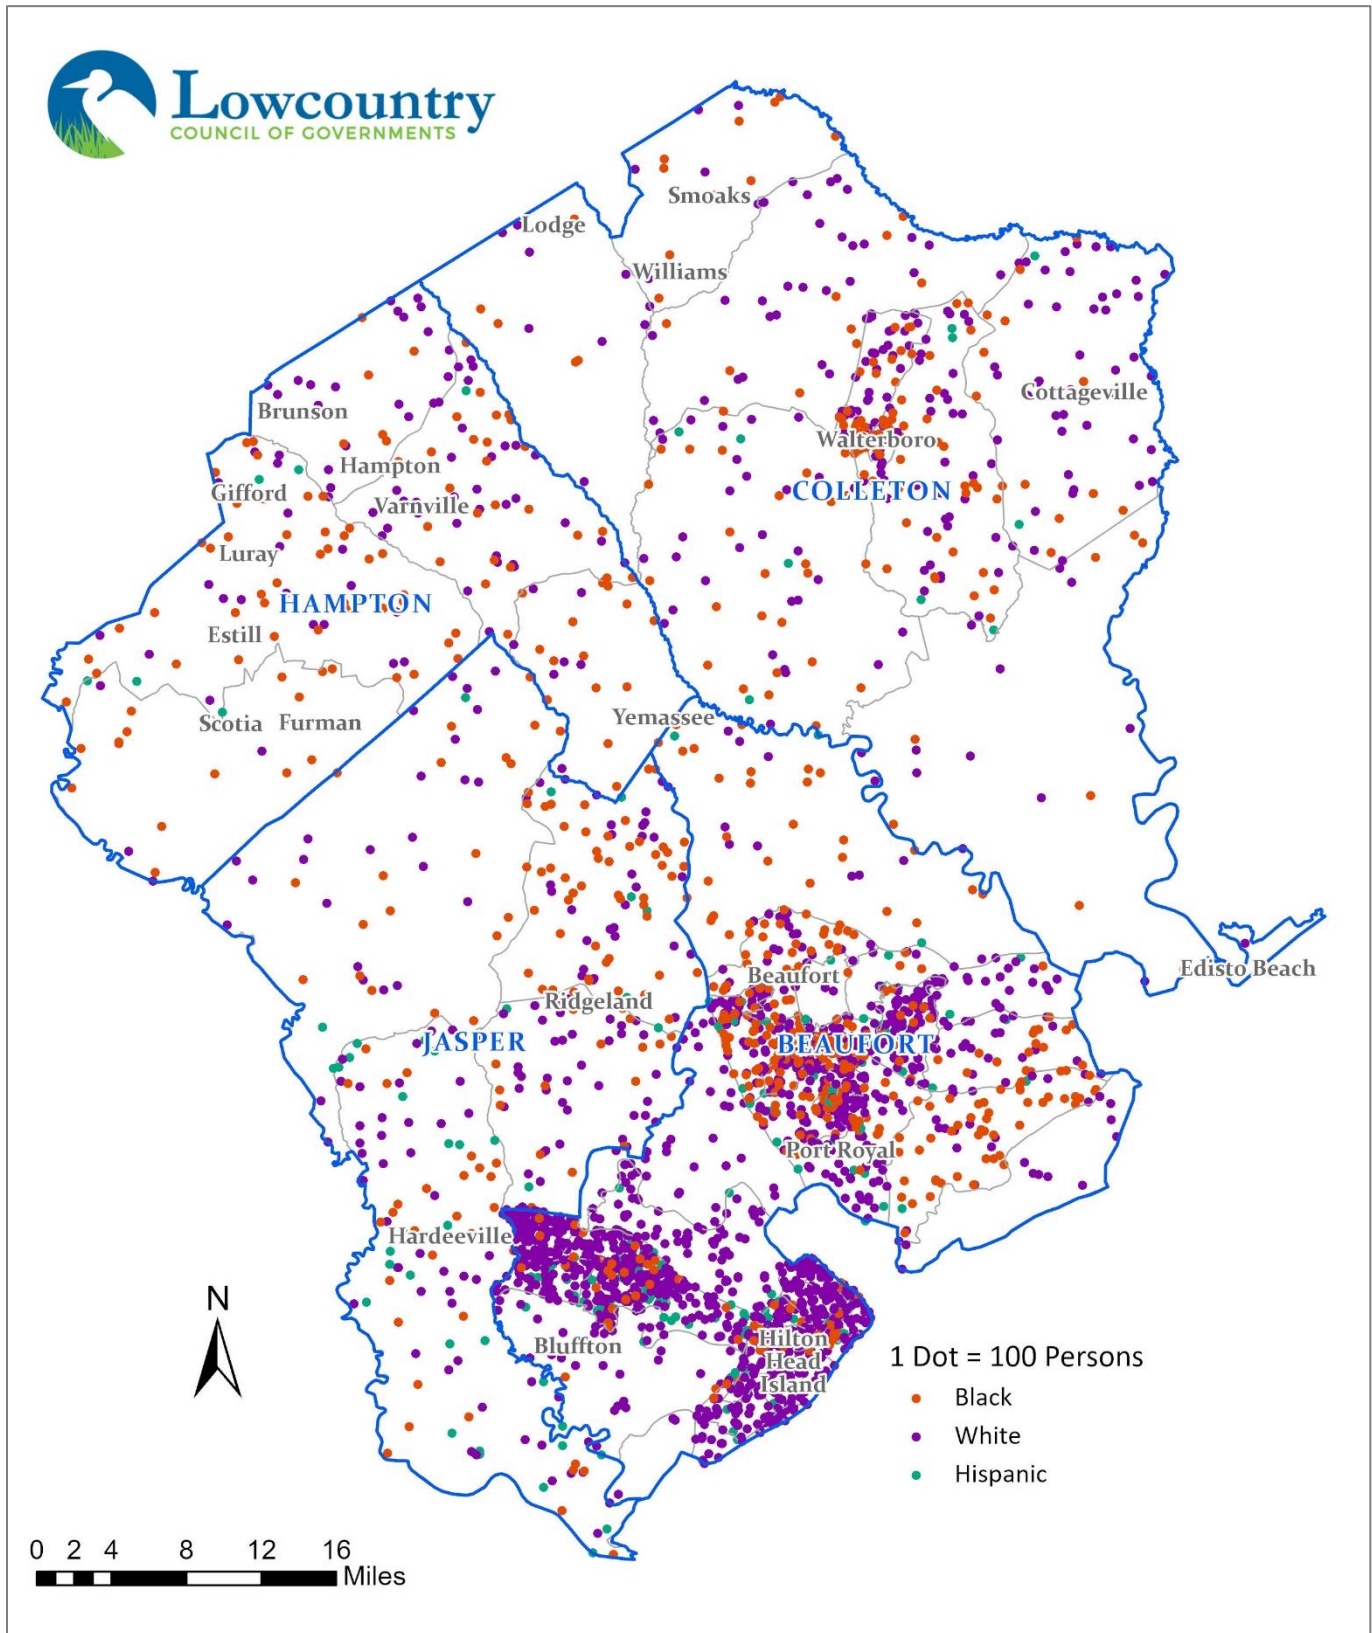 Lowcountry
COUNCIL OF GOVERNMENTS
Smoaks
Lodge
Williams
Brunson
Cottageville
Walterboro
Hampton
COLLETON
Gifford
Varnville
Luray
HAMPTON
Estill
Scotia
Furman
Yemassee
Edisto Beach
Beaufort
Ridgeland
JASPER
BEAUFORT
Port Royal
Hardeeville
N
Bluffton
Hilton
Head
Island
1 Dot = 100 Persons
Black
White
Hispanic
0 2 4 8 12 16
Miles